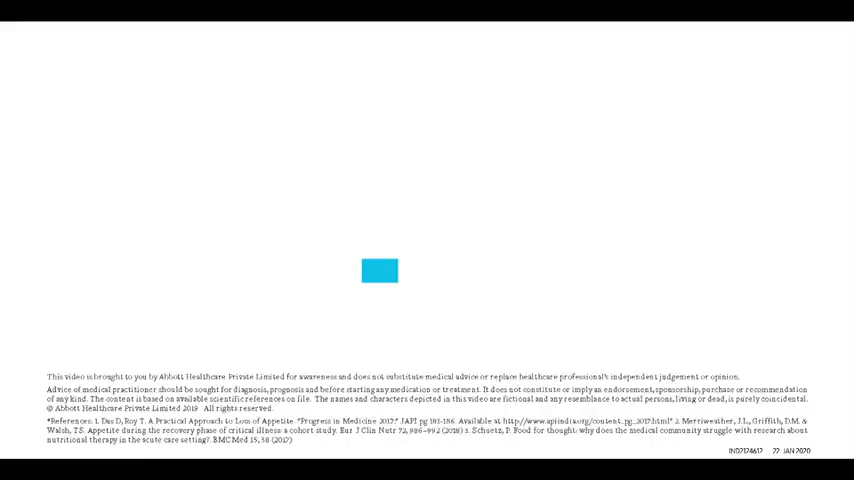 This video is brought to you by Abbott Healthcare Private Limited for awareness and does not substitute medical advice or replace healthcare professional's independent judgement or opinion.
Advice of medical practitioner should be sought for diagnosis, prognosis and before starting any medication or treatment. It does not constitute or imply an endorsement, sponsorship, purchase or recommendation
of any kind. The content is based on available scientific references on file. The names and characters depicted in this video are fictional and any resemblance to actual persons, living or dead, is purely coincidental.
© Abbott Healthcare Private Limited 2019 All rights reserved.
*References: 1. Das D, Roy T. A Practical Approach to Loss of Appetite. "Progress in Medicine 2017." JAPI pg 181-186. Available at http://www.apiindia.org/content_pg_2017.html" 2. Merriweather, J.L., Griffith, D.M. &
Walsh, T.S. Appetite during the recovery phase of critical illness: a cohort study. Eur J Clin Nutr 72, 986–992 (2018) 3. Schuetz, P. Food for thought: why does the medical community struggle with research about
nutritional therapy in the acute care setting?. BMC Med 15, 38 (2017)
IND2124617 22 JAN 2020